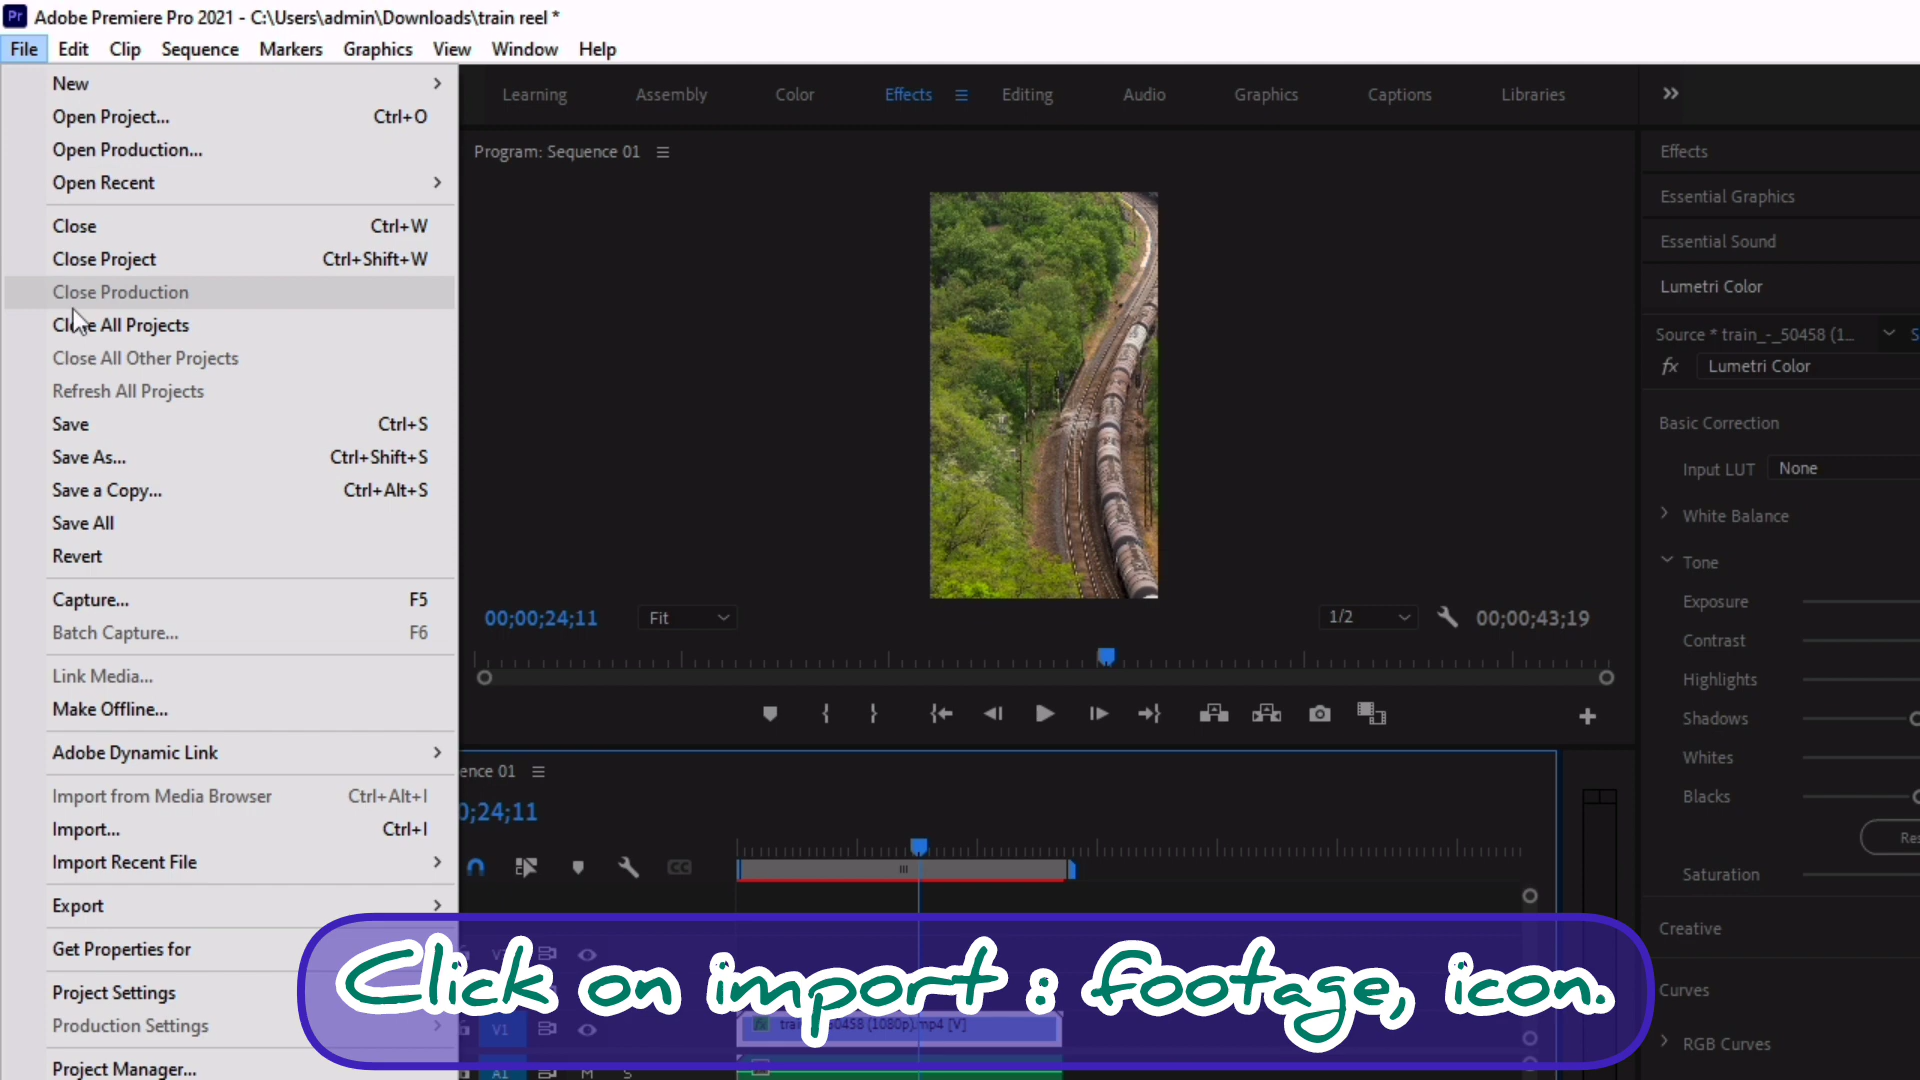 Adobe Premiere Pro 2021 - C:\Users\admin\Downloads\train reel *
File Edit Clip Sequence Markers Graphics View Window Help
New
Open Project... Ctrl+O
Open Production...
Open Recent
Close Ctrl+W
Close Project Ctrl+Shift+W
Close Production
Close All Projects
Close All Other Projects
Refresh All Projects
Save Ctrl+S
Save As... Ctrl+Shift+S
Save a Copy... Ctrl+Alt+S
Save All
Revert
Capture... F5
Batch Capture... F6
Link Media...
Make Offline...
Adobe Dynamic Link
Import from Media Browser Ctrl+Alt+I
Import... Ctrl+I
Import Recent File
Export
Get Properties for
Project Settings
Production Settings
Project Manager...
Learning Assembly Color Effects Editing Audio Graphics Captions Libraries
Program: Sequence 01
00;00;24;11 Fit 1/2 00;00;43;19
ence 01
0;24;11
Click on import : footage, icon.
V1
(1080p).mp4 [V]
A1 M S
Effects
Essential Graphics
Essential Sound
Lumetri Color
Source * train_-_50458 (1...
fx Lumetri Color
Basic Correction
Input LUT None
White Balance
Tone
Exposure
Contrast
Highlights
Shadows
Whites
Blacks
Saturation
Creative
Curves
RGB Curves